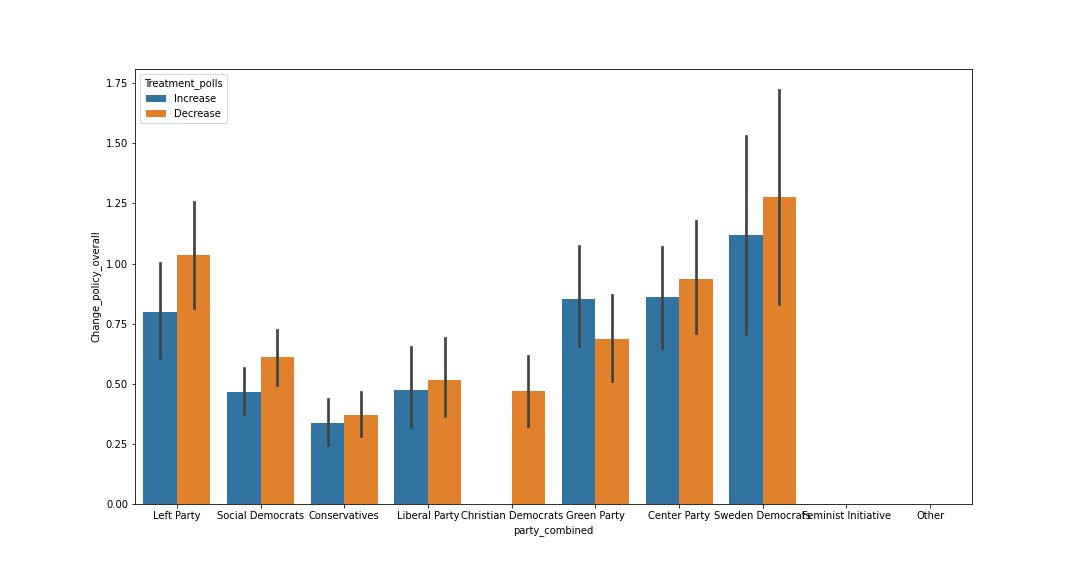 Treatment_polls
Increase
Decrease
Change_policy_overall
1.75
1.50
1.25
1.00
0.75
0.50
0.25
0.00
Left Party Social Democrats Conservatives Liberal Party Christian Democrats Green Party Center Party Sweden Democrats Feminist Initiative Other
party_combined